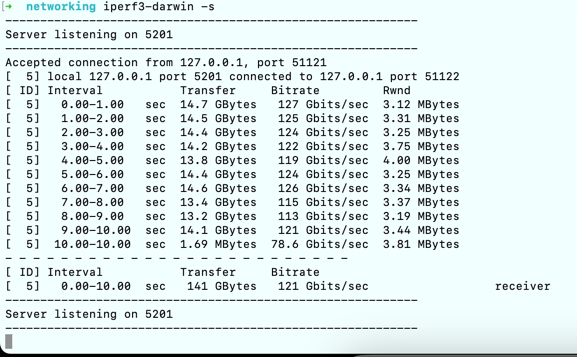 [➜ networking iperf3-darwin -s
-----------------------------------------------------------
Server listening on 5201
-----------------------------------------------------------
Accepted connection from 127.0.0.1, port 51121
[  5] local 127.0.0.1 port 5201 connected to 127.0.0.1 port 51122
[ ID] Interval           Transfer     Bitrate         Rwnd
[  5]   0.00-1.00   sec  14.7 GBytes   127 Gbits/sec  3.12 MBytes
[  5]   1.00-2.00   sec  14.5 GBytes   125 Gbits/sec  3.31 MBytes
[  5]   2.00-3.00   sec  14.4 GBytes   124 Gbits/sec  3.25 MBytes
[  5]   3.00-4.00   sec  14.2 GBytes   122 Gbits/sec  3.75 MBytes
[  5]   4.00-5.00   sec  13.8 GBytes   119 Gbits/sec  4.00 MBytes
[  5]   5.00-6.00   sec  14.4 GBytes   124 Gbits/sec  3.25 MBytes
[  5]   6.00-7.00   sec  14.6 GBytes   126 Gbits/sec  3.34 MBytes
[  5]   7.00-8.00   sec  13.4 GBytes   115 Gbits/sec  3.37 MBytes
[  5]   8.00-9.00   sec  13.2 GBytes   113 Gbits/sec  3.19 MBytes
[  5]   9.00-10.00  sec  14.1 GBytes   121 Gbits/sec  3.44 MBytes
[  5]  10.00-10.00  sec  1.69 MBytes  78.6 Gbits/sec  3.81 MBytes
- - - - - - - - - - - - - - - - - - - - - - - - -
[ ID] Interval           Transfer     Bitrate
[  5]   0.00-10.00  sec   141 GBytes   121 Gbits/sec                  receiver
-----------------------------------------------------------
Server listening on 5201
-----------------------------------------------------------